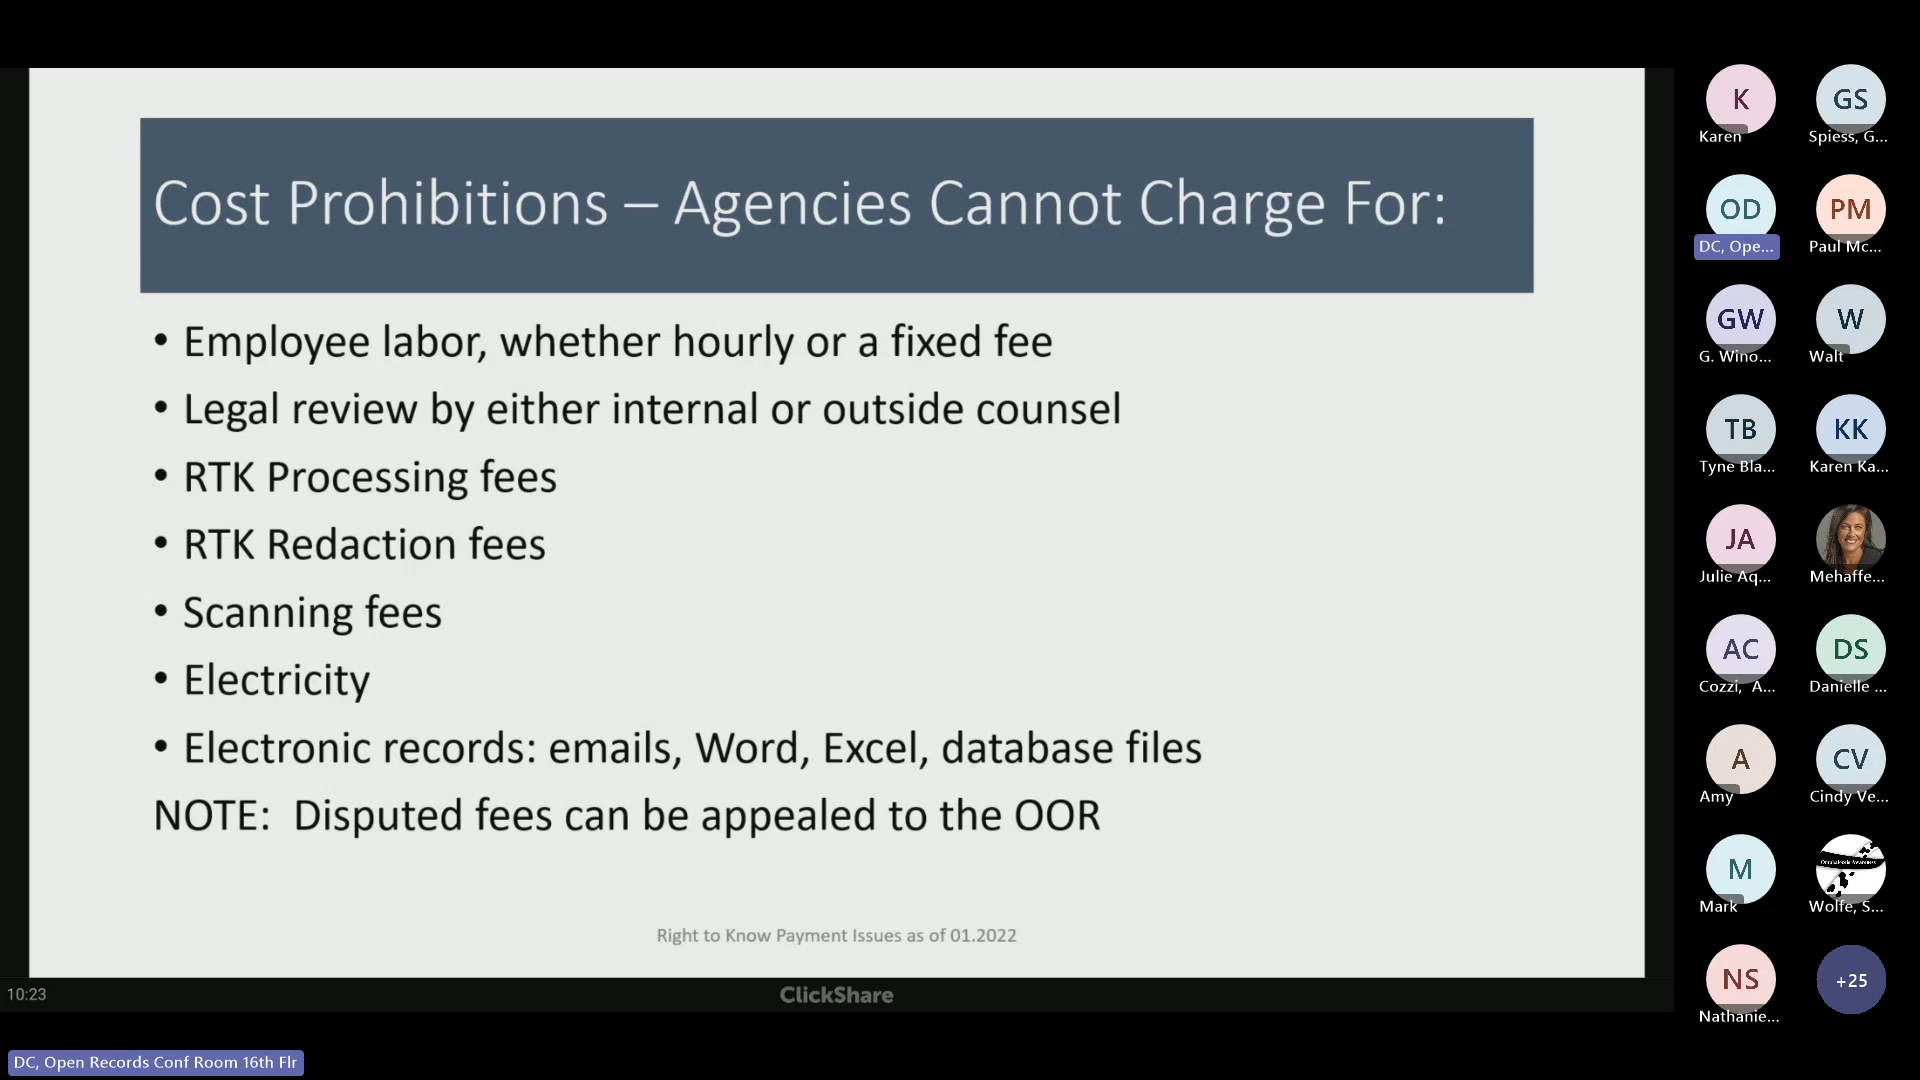 Cost Prohibitions – Agencies Cannot Charge For:
• Employee labor, whether hourly or a fixed fee
• Legal review by either internal or outside counsel
• RTK Processing fees
• RTK Redaction fees
• Scanning fees
• Electricity
• Electronic records: emails, Word, Excel, database files
NOTE: Disputed fees can be appealed to the OOR
Right to Know Payment Issues as of 01.2022
10:23
ClickShare
DC, Open Records Conf Room 16th Flr
K
Karen
GS
Spiess, G...
OD
DC, Ope...
PM
Paul Mc...
GW
G. Wino...
W
Walt
TB
Tyne Bla...
KK
Karen Ka...
JA
Julie Aq...
Mehaffe...
AC
Cozzi, A...
DS
Danielle ...
A
Amy
CV
Cindy Ve...
M
Mark
Wolfe, S...
NS
Nathanie...
+25